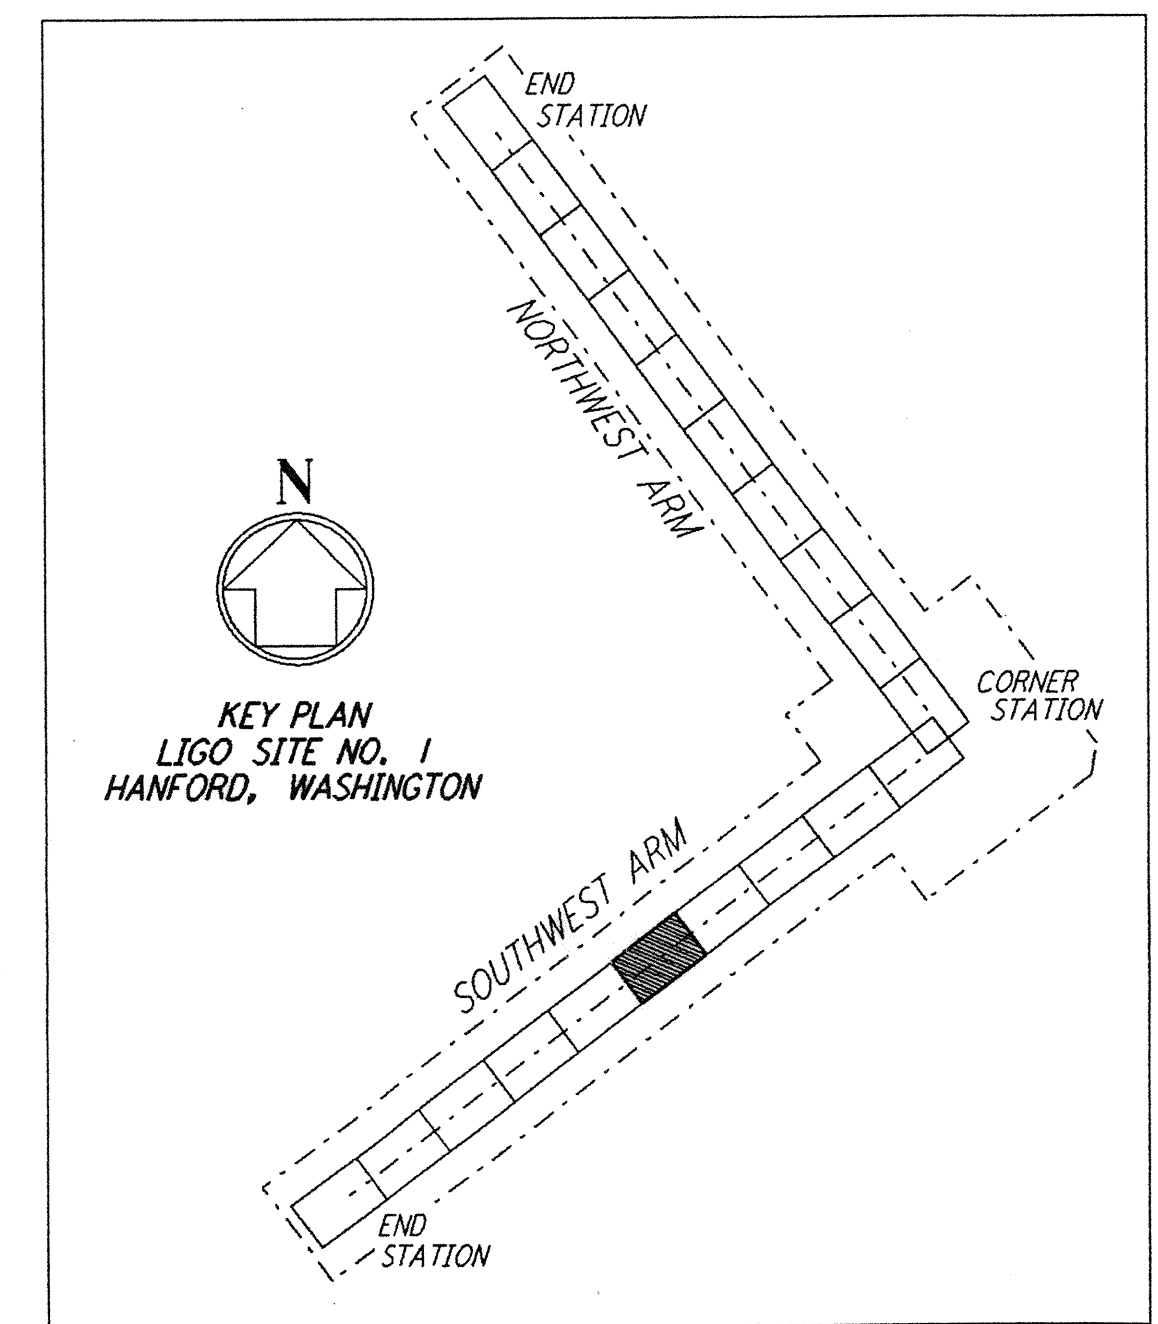 END
STATION
NORTHWEST ARM
N
CORNER
STATION
KEY PLAN
LIGO SITE NO. 1
HANFORD, WASHINGTON
SOUTHWEST ARM
END
STATION